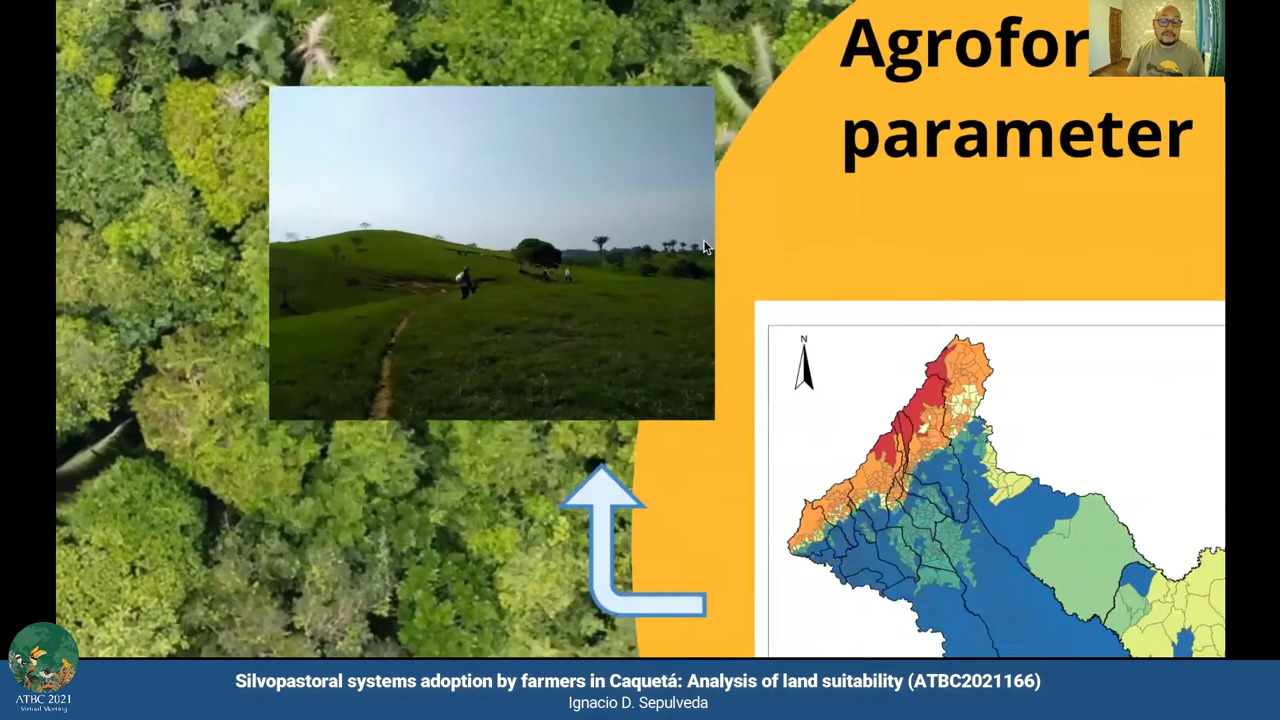 Agrofor
parameter
N
ATBC 2021
Virtual Meeting
Silvopastoral systems adoption by farmers in Caquetá: Analysis of land suitability (ATBC2021166)
Ignacio D. Sepulveda